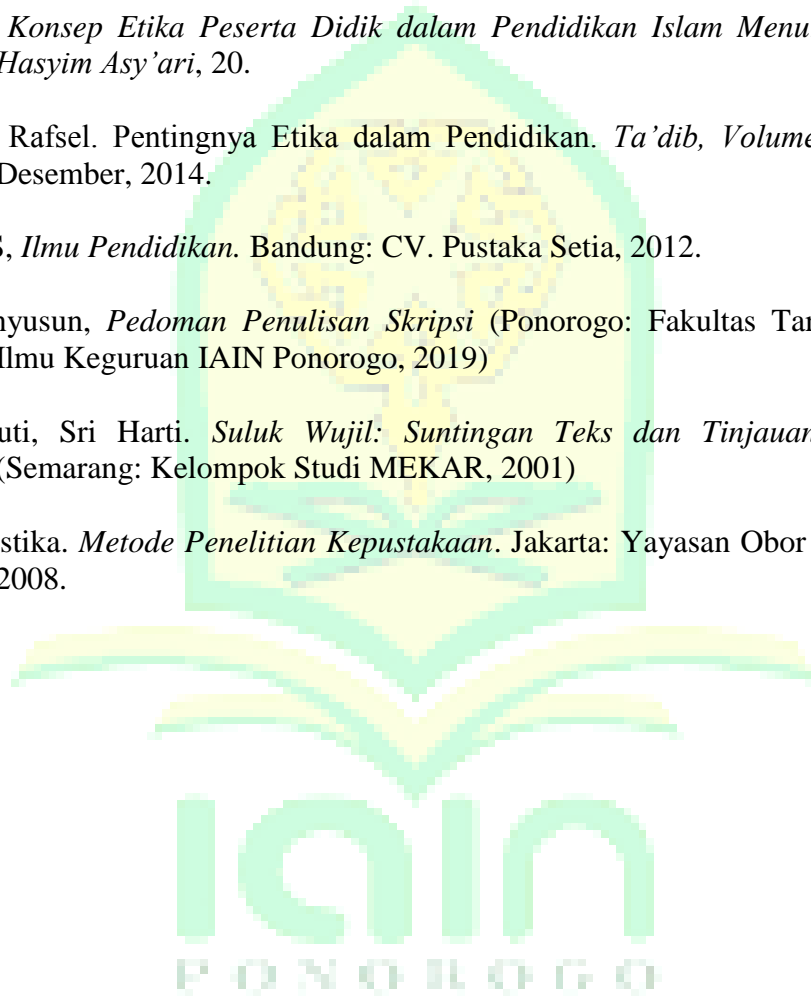 Konsep Etika Peserta Didik dalam Pendidikan Islam Menu
Hasyim Asy’ari, 20.
Rafsel. Pentingnya Etika dalam Pendidikan. Ta’dib, Volume
Desember, 2014.
S, Ilmu Pendidikan. Bandung: CV. Pustaka Setia, 2012.
nyusun, Pedoman Penulisan Skripsi (Ponorogo: Fakultas Tar
Ilmu Keguruan IAIN Ponorogo, 2019)
uti, Sri Harti. Suluk Wujil: Suntingan Teks dan Tinjauan
(Semarang: Kelompok Studi MEKAR, 2001)
stika. Metode Penelitian Kepustakaan. Jakarta: Yayasan Obor
2008.
iain
PONOROGO